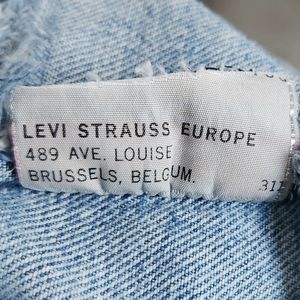 LEVI STRAUSS EUROPE
489 AVE. LOUISE
BRUSSELS, BELGUM.